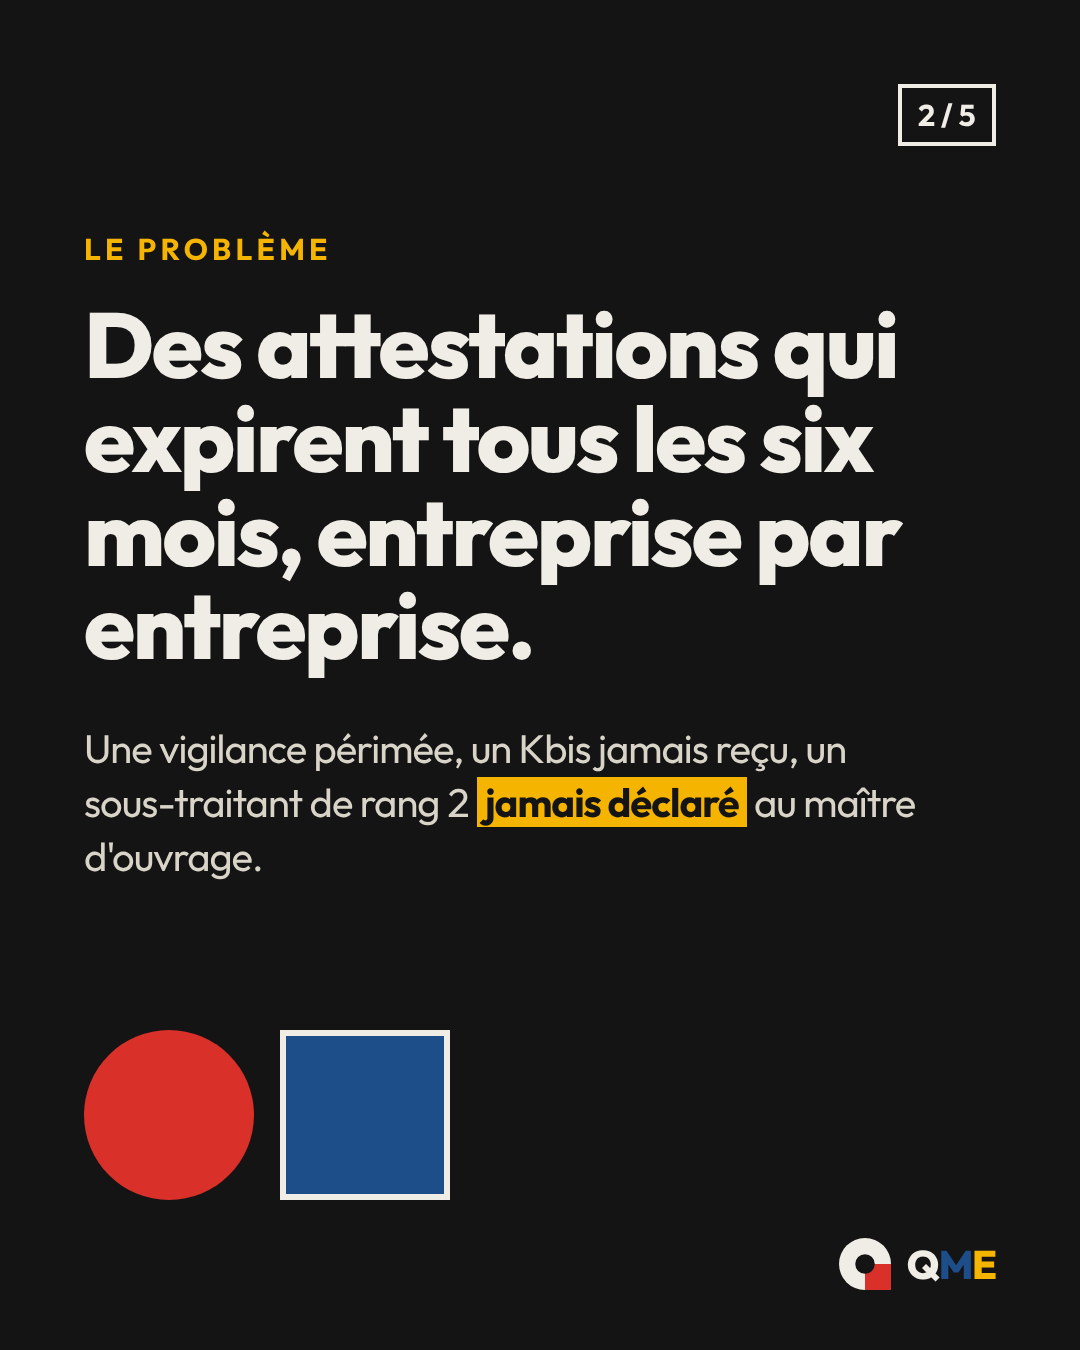 2 / 5
LE PROBLÈME
Des attestations qui
expirent tous les six
mois, entreprise par
entreprise.
Une vigilance périmée, un Kbis jamais reçu, un
sous-traitant de rang 2 jamais déclaré au maître
d'ouvrage.
QME